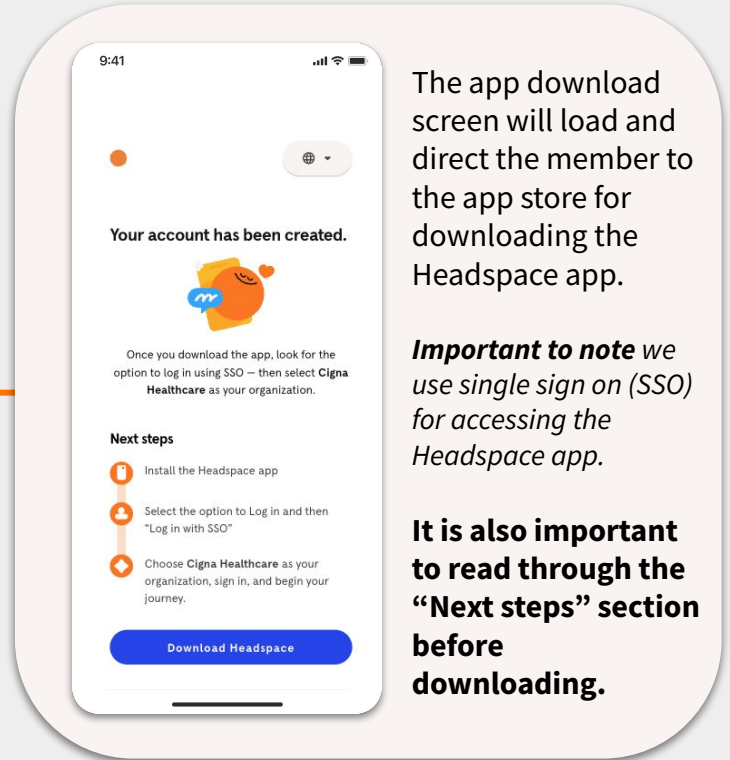 9:41
Your account has been created.
Once you download the app, look for the
option to log in using SSO — then select Cigna
Healthcare as your organization.
Next steps
Install the Headspace app
Select the option to Log in and then
"Log in with SSO"
Choose Cigna Healthcare as your
organization, sign in, and begin your
journey.
Download Headspace
The app download
screen will load and
direct the member to
the app store for
downloading the
Headspace app.
Important to note we
use single sign on (SSO)
for accessing the
Headspace app.
It is also important
to read through the
“Next steps” section
before
downloading.